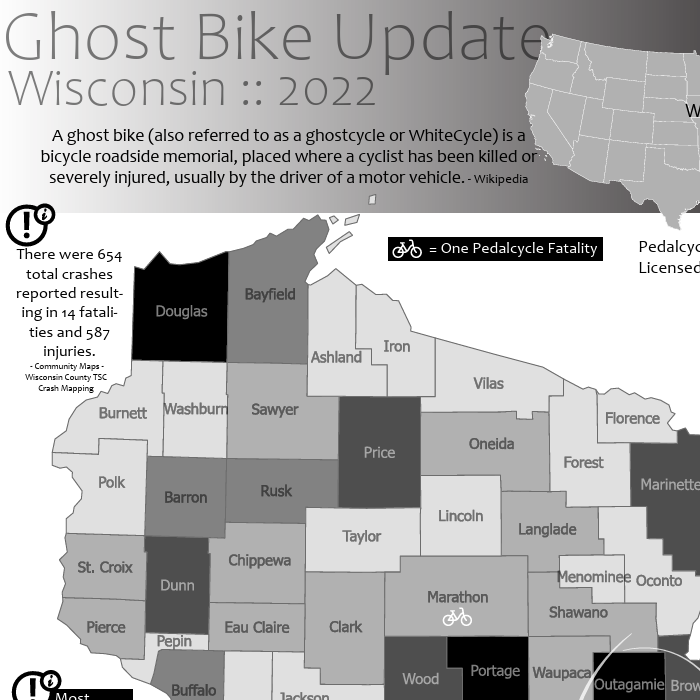 Ghost Bike Update
Wisconsin :: 2022
A ghost bike (also referred to as a ghostcycle or WhiteCycle) is a
bicycle roadside memorial, placed where a cyclist has been killed or
severely injured, usually by the driver of a motor vehicle. - Wikipedia
W
There were 654
total crashes
reported result-
ing in 14 fatali-
ties and 587
injuries.
- Community Maps -
Wisconsin County TSC
Crash Mapping
= One Pedalcycle Fatality
Pedalcyc
Licensed
Douglas
Bayfield
Ashland
Iron
Vilas
Burnett
Washburn
Sawyer
Price
Oneida
Florence
Forest
Marinette
Polk
Barron
Rusk
Lincoln
Taylor
Langlade
St. Croix
Dunn
Chippewa
Marathon
Menominee
Oconto
Shawano
Pierce
Pepin
Eau Claire
Clark
Buffalo
Jackson
Wood
Portage
Waupaca
Outagamie
Brow
Most